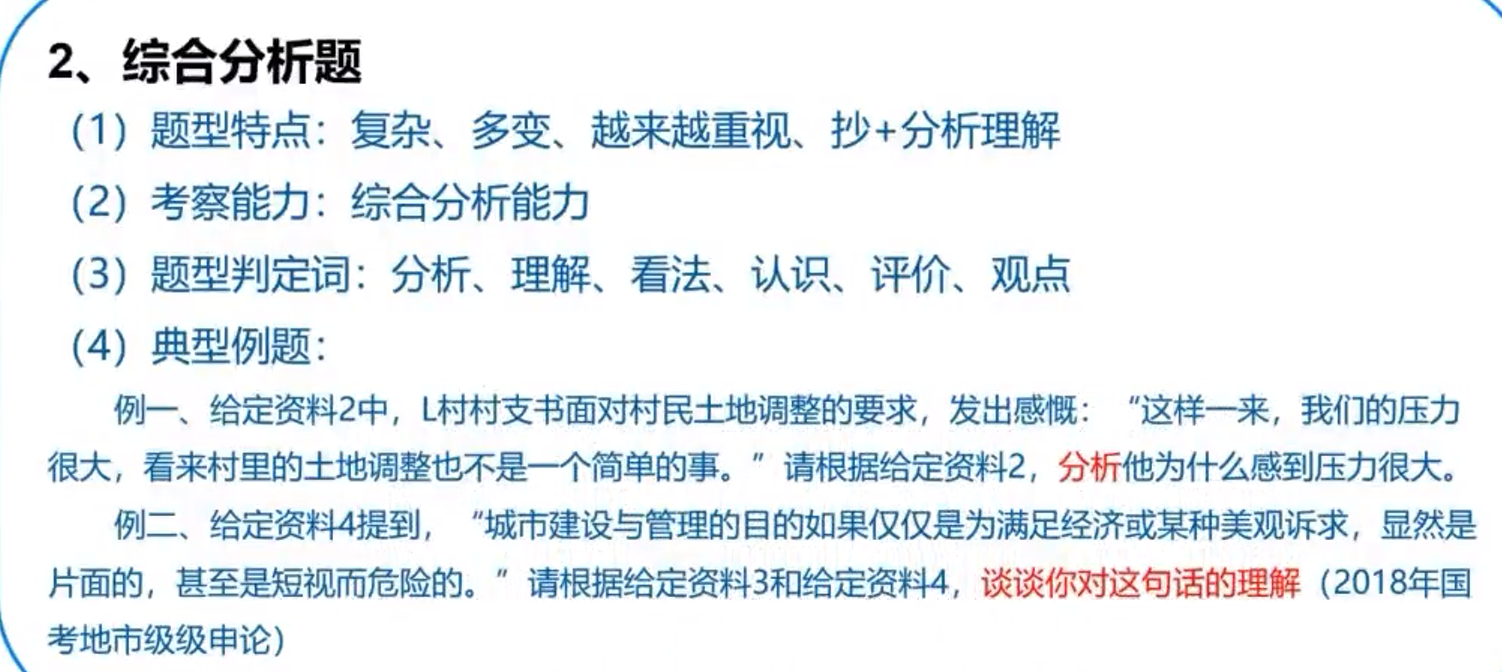 2、综合分析题
（1）题型特点：复杂、多变、越来越重视、抄+分析理解
（2）考察能力：综合分析能力
（3）题型判定词：分析、理解、看法、认识、评价、观点
（4）典型例题：
例一、给定资料2中，L村村支书面对村民土地调整的要求，发出感慨：“这样一来，我们的压力
很大，看来村里的土地调整也不是一个简单的事。”请根据给定资料2，分析他为什么感到压力很大。
例二、给定资料4提到，“城市建设与管理的目的如果仅仅是为满足经济或某种美观诉求，显然是
片面的，甚至是短视而危险的。”请根据给定资料3和给定资料4，谈谈你对这句话的理解（2018年国
考地市级级申论）